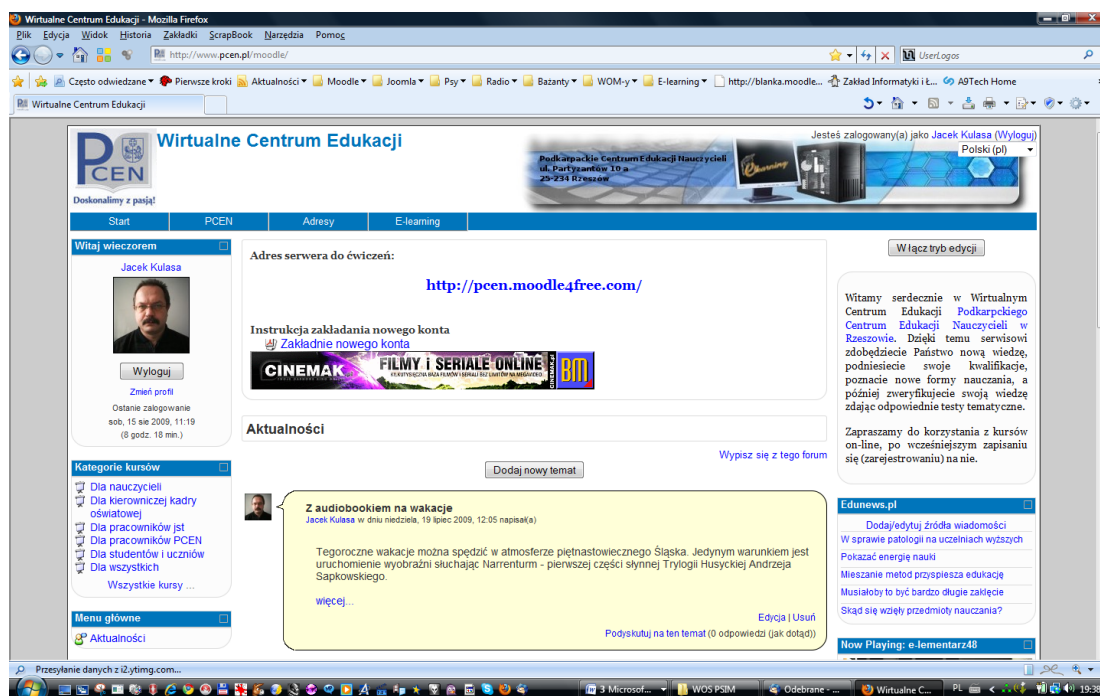 Wirtualne Centrum Edukacji - Mozilla Firefox
Plik Edycja Widok Historia Zakładki ScrapBook Narzędzia Pomoc
http://www.pcen.pl/moodle/
UserLogos
Często odwiedzane Pierwsze kroki Aktualności Moodle Joomla Psy Radio Bażanty WOM-y E-learning http://blanka.moodle... Zakład Informatyki i Ł... A9Tech Home
Wirtualne Centrum Edukacji
PCEN
Doskonalimy z pasją!
Wirtualne Centrum Edukacji
Podkarpackie Centrum Edukacji Nauczycieli
ul. Partyzantów 10 a
25-234 Rzeszów
Elearning
Jesteś zalogowany(a) jako Jacek Kulasa (Wyloguj)
Polski (pl)
Start PCEN Adresy E-learning
Witaj wieczorem
Jacek Kulasa
Wyloguj
Zmień profil
Ostanie zalogowanie
sob, 15 sie 2009, 11:19
(8 godz. 18 min.)
Kategorie kursów
Dla nauczycieli
Dla kierowniczej kadry
oświatowej
Dla pracowników jst
Dla pracowników PCEN
Dla studentów i uczniów
Dla wszystkich
Wszystkie kursy ...
Menu główne
Aktualności
Adres serwera do ćwiczeń:
http://pcen.moodle4free.com/
Instrukcja zakładania nowego konta
Zakładnie nowego konta
CINEMAK FILMY i SERIALE ONLINE BM
CINEMAK.pl
Aktualności
Wypisz się z tego forum
Dodaj nowy temat
Z audiobookiem na wakacje
Jacek Kulasa w dniu niedziela, 19 lipiec 2009, 12:05 napisał(a)
Tegoroczne wakacje można spędzić w atmosferze piętnastowiecznego Śląska. Jedynym warunkiem jest
uruchomienie wyobraźni słuchając Narrenturm - pierwszej części słynnej Trylogii Husyckiej Andrzeja
Sapkowskiego.
więcej...
Edycja | Usuń
Podyskutuj na ten temat (0 odpowiedzi (jak dotąd))
Włącz tryb edycji
Witamy serdecznie w Wirtualnym
Centrum Edukacji Podkarpckiego
Centrum Edukacji Nauczycieli w
Rzeszowie. Dzięki temu serwisowi
zdobędziecie Państwo nową wiedzę,
podniesiecie swoje kwalifikacje,
poznacie nowe formy nauczania, a
później zweryfikujecie swoją wiedzę
zdając odpowiednie testy tematyczne.
Zapraszamy do korzystania z kursów
on-line, po wcześniejszym zapisaniu
się (zarejestrowaniu) na nie.
Edunews.pl
Dodaj/edytuj źródła wiadomości
W sprawie patologii na uczelniach wyższych
Pokazać energię nauki
Mieszanie metod przyspiesza edukację
Musiałoby to być bardzo długie zaklęcie
Skąd się wzięły przedmioty nauczania?
Now Playing: e-lementarz48
Przesyłanie danych z i2.ytimg.com...
3 Microsof... WOS PSIM Odebrane - ... Wirtualne C... PL 19:38